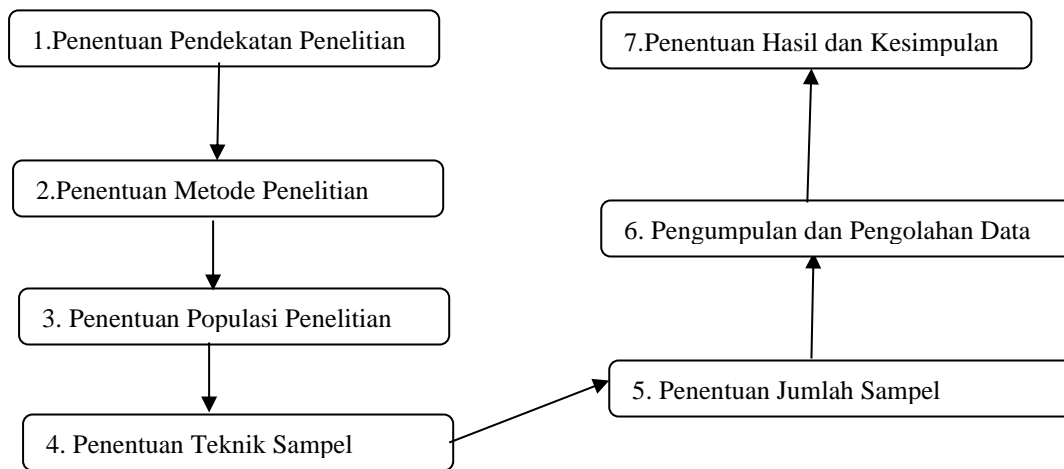 1.Penentuan Pendekatan Penelitian
2.Penentuan Metode Penelitian
3. Penentuan Populasi Penelitian
4. Penentuan Teknik Sampel
5. Penentuan Jumlah Sampel
6. Pengumpulan dan Pengolahan Data
7.Penentuan Hasil dan Kesimpulan